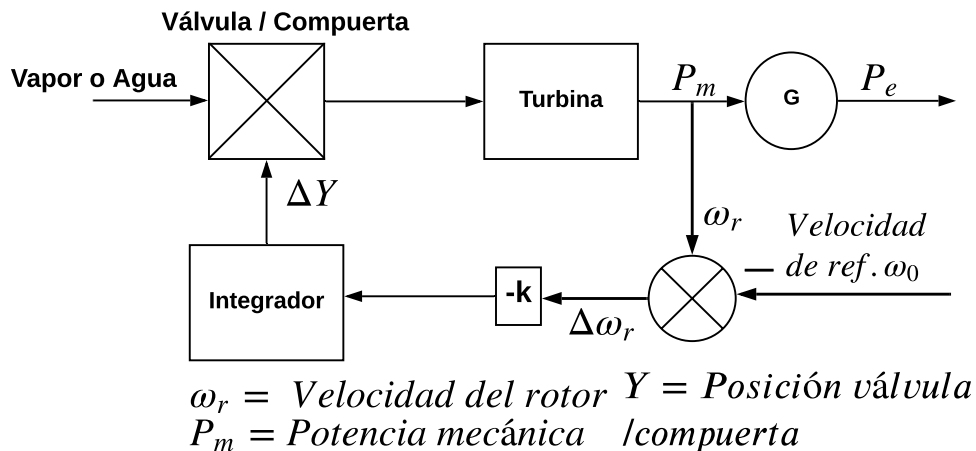 Válvula / Compuerta
Vapor o Agua
Turbina
P_m
G
P_e
ΔY
ω_r
Velocidad
de ref. ω_0
−
Integrador
-k
Δω_r
ω_r = Velocidad del rotor
Y = Posición válvula
P_m = Potencia mecánica
/compuerta